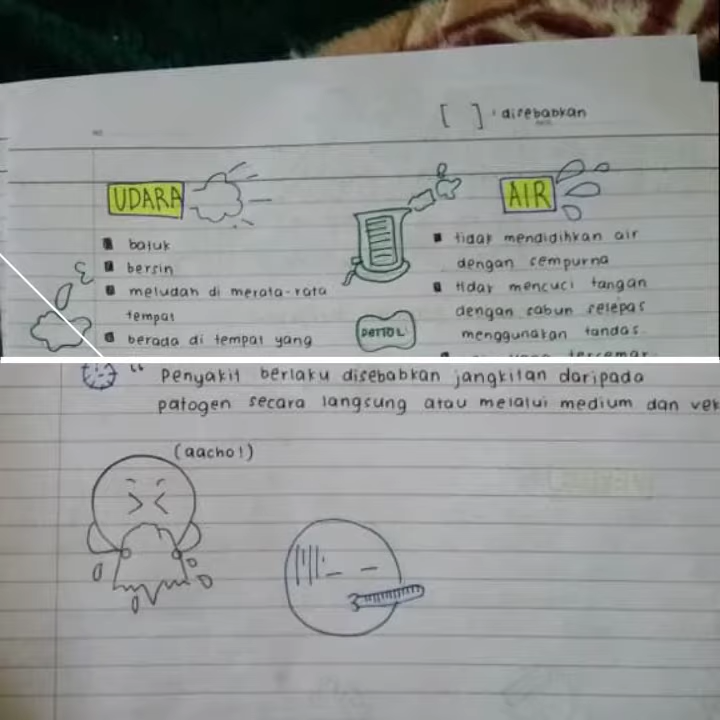 [ ] : disebabkan
UDARA
batuk
bersin
meludah di merata-rata
tempat
berada di tempat yang
AIR
tidak mendidihkan air
dengan sempurna
tidak mencuci tangan
dengan sabun selepas
menggunakan tandas.
DETTOL
tercemar
Penyakit berlaku disebabkan jangkitan daripada
patogen secara langsung atau melalui medium dan
(aacho!)